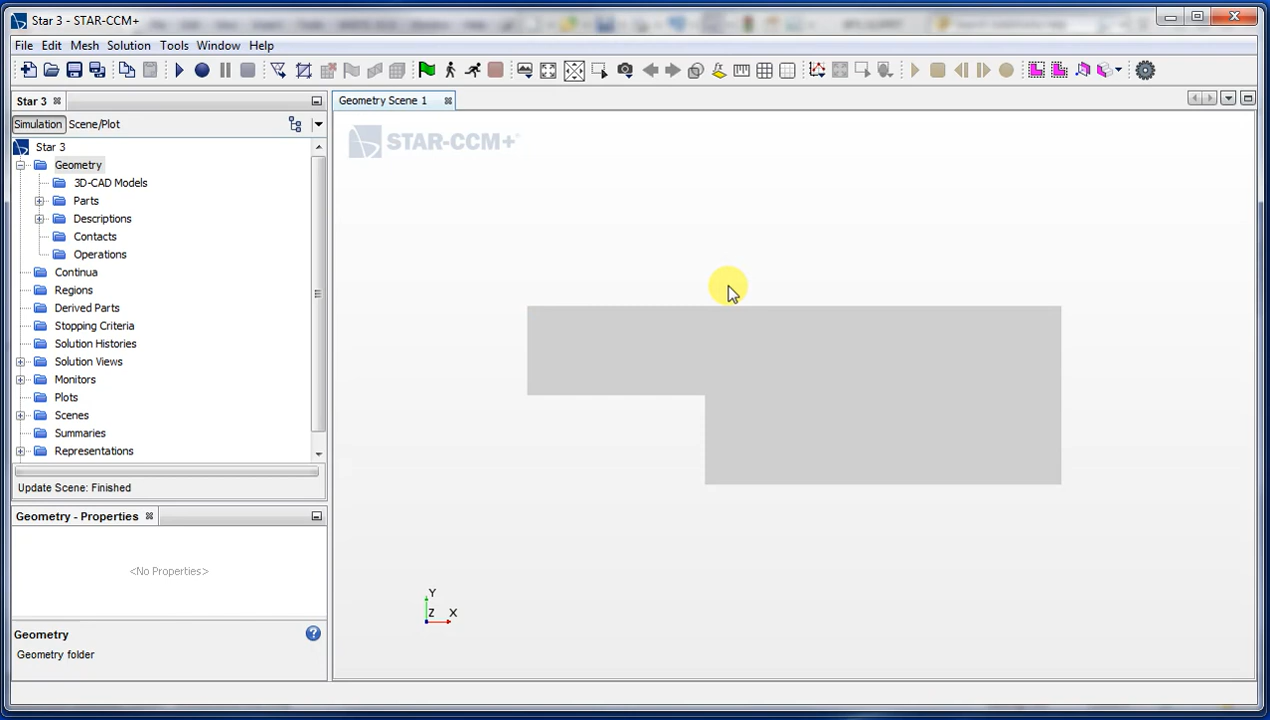 Star 3 - STAR-CCM+
File Edit Mesh Solution Tools Window Help
Star 3
Simulation Scene/Plot
Star 3
Geometry
3D-CAD Models
Parts
Descriptions
Contacts
Operations
Continua
Regions
Derived Parts
Stopping Criteria
Solution Histories
Solution Views
Monitors
Plots
Scenes
Summaries
Representations
Update Scene: Finished
Geometry - Properties
<No Properties>
Geometry
Geometry folder
Geometry Scene 1
STAR-CCM+
Y
Z X